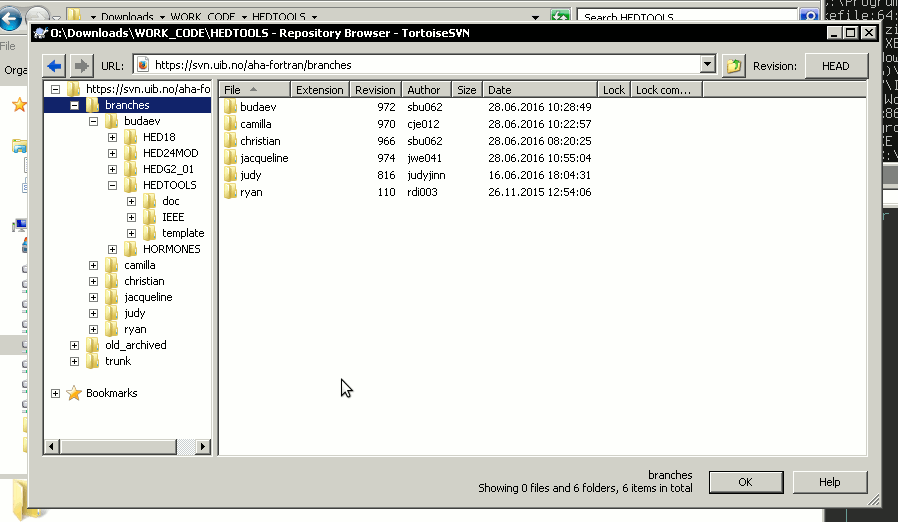 Downloads ▾ WORK_CODE ▾ HEDTOOLS ▾
Search HEDTOOLS
O:\Downloads\WORK_CODE\HEDTOOLS - Repository Browser - TortoiseSVN
File
Orga
URL: https://svn.uib.no/aha-fortran/branches Revision: HEAD
https://svn.uib.no/aha-fo
branches
budaev
HED18
HED24MOD
HEDG2_01
HEDTOOLS
doc
IEEE
template
HORMONES
camilla
christian
jacqueline
judy
ryan
old_archived
trunk
Bookmarks
File Extension Revision Author Size Date Lock Lock com...
budaev 972 sbu062 28.06.2016 10:28:49
camilla 970 cje012 28.06.2016 10:22:57
christian 966 sbu062 28.06.2016 08:20:25
jacqueline 974 jwe041 28.06.2016 10:55:04
judy 816 judyjinn 16.06.2016 18:04:31
ryan 110 rdi003 26.11.2015 12:54:06
branches
Showing 0 files and 6 folders, 6 items in total
OK Help